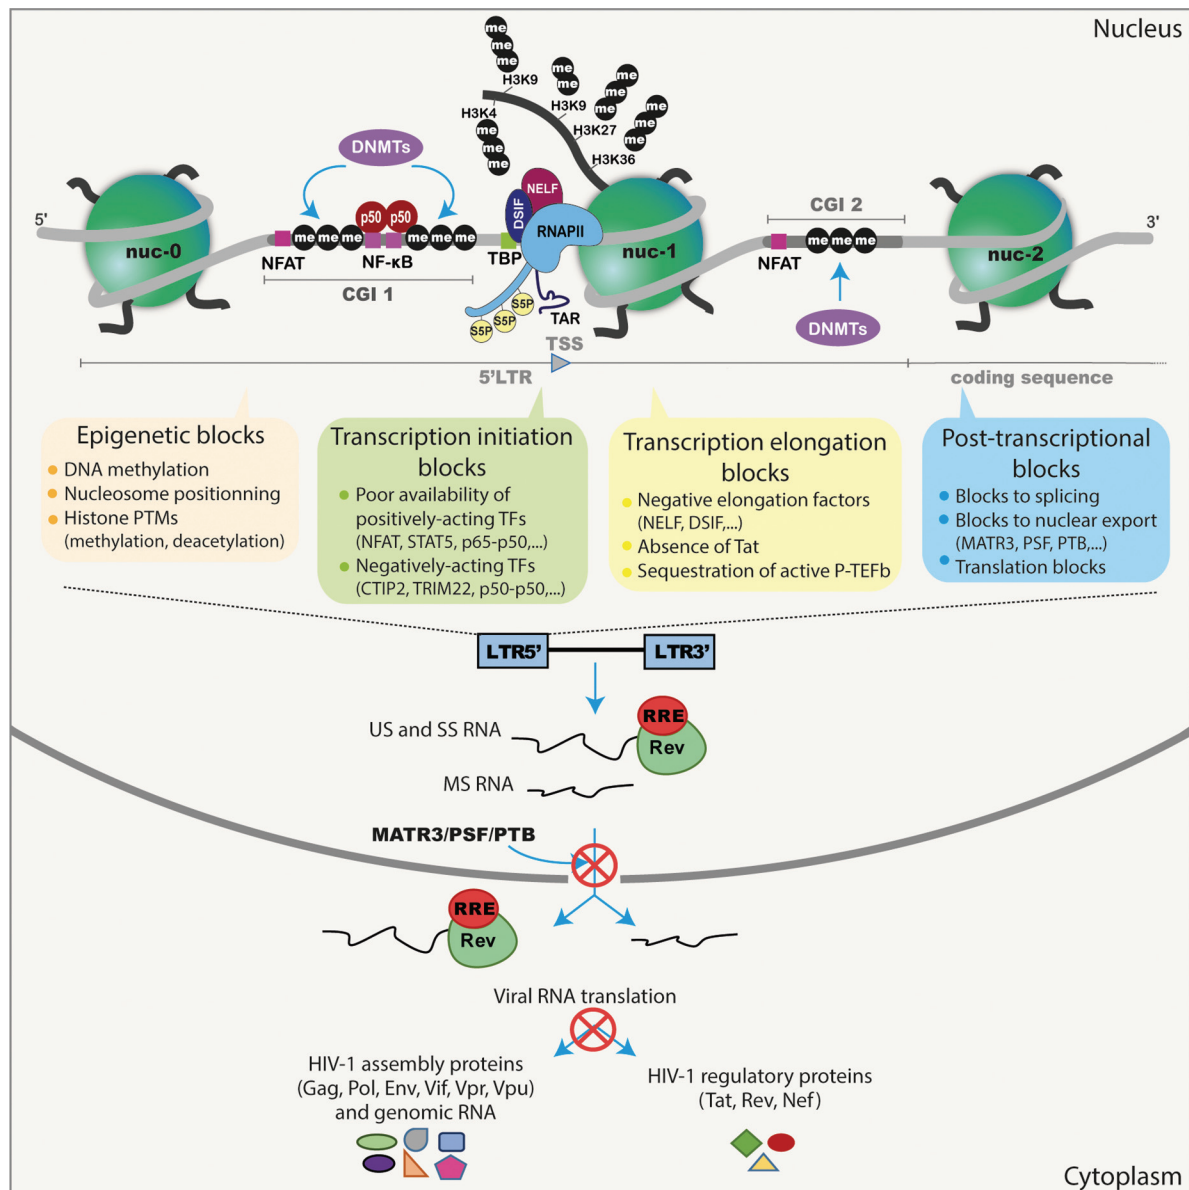 Nucleus
me
me
me
H3K9
me
me
H3K9
me
me
me
H3K27
me
me
me
H3K36
H3K4
me
me
me
DNMTs
5'
nuc-0
NFAT
me me me
p50 p50
NF-κB
me me me
CGI 1
TBP
DSIF
NELF
RNAPII
S5P
S5P
S5P
TAR
nuc-1
CGI 2
NFAT
me me me
DNMTs
nuc-2
3'
TSS
5'LTR
coding sequence
Epigenetic blocks
DNA methylation
Nucleosome positionning
Histone PTMs
(methylation, deacetylation)
Transcription initiation
blocks
Poor availability of
positively-acting TFs
(NFAT, STAT5, p65-p50,...)
Negatively-acting TFs
(CTIP2, TRIM22, p50-p50,...)
Transcription elongation
blocks
Negative elongation factors
(NELF, DSIF,...)
Absence of Tat
Sequestration of active P-TEFb
Post-transcriptional
blocks
Blocks to splicing
Blocks to nuclear export
(MATR3, PSF, PTB,...)
Translation blocks
LTR5'
LTR3'
US and SS RNA
RRE
Rev
MS RNA
MATR3/PSF/PTB
RRE
Rev
Viral RNA translation
HIV-1 assembly proteins
(Gag, Pol, Env, Vif, Vpr, Vpu)
and genomic RNA
HIV-1 regulatory proteins
(Tat, Rev, Nef)
Cytoplasm